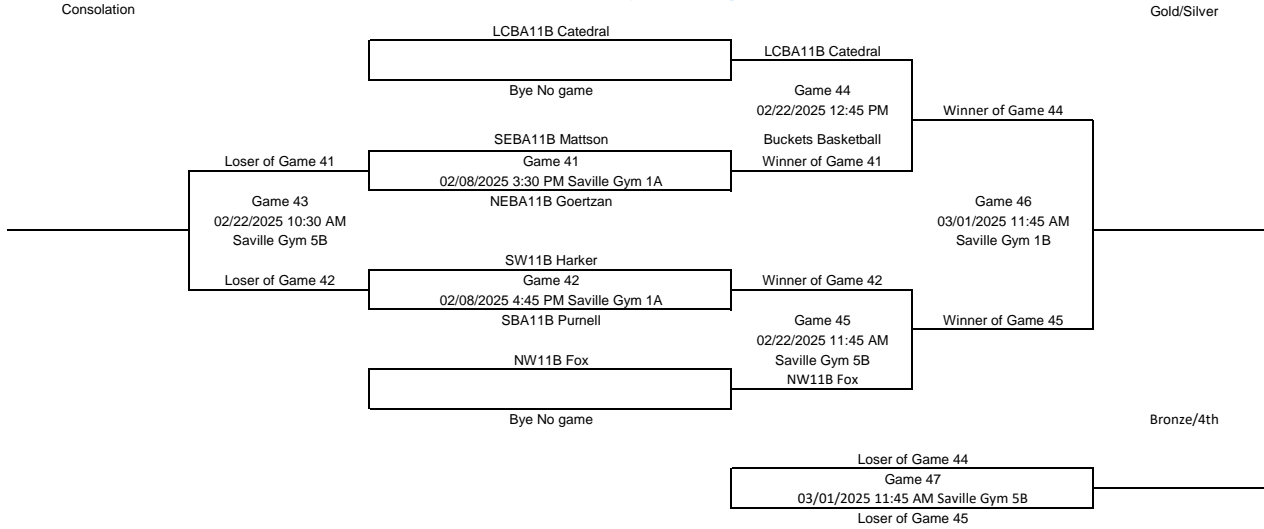 Consolation
Gold/Silver
LCBA11B Catedral
LCBA11B Catedral
Bye No game
Game 44
02/22/2025 12:45 PM
Winner of Game 44
SEBA11B Mattson
Buckets Basketball
Loser of Game 41
Game 41
Winner of Game 41
02/08/2025 3:30 PM Saville Gym 1A
Game 43
NEBA11B Goertzan
Game 46
02/22/2025 10:30 AM
03/01/2025 11:45 AM
Saville Gym 5B
Saville Gym 1B
SW11B Harker
Loser of Game 42
Game 42
Winner of Game 42
02/08/2025 4:45 PM Saville Gym 1A
SBA11B Purnell
Game 45
Winner of Game 45
02/22/2025 11:45 AM
NW11B Fox
Saville Gym 5B
NW11B Fox
Bye No game
Bronze/4th
Loser of Game 44
Game 47
03/01/2025 11:45 AM Saville Gym 5B
Loser of Game 45